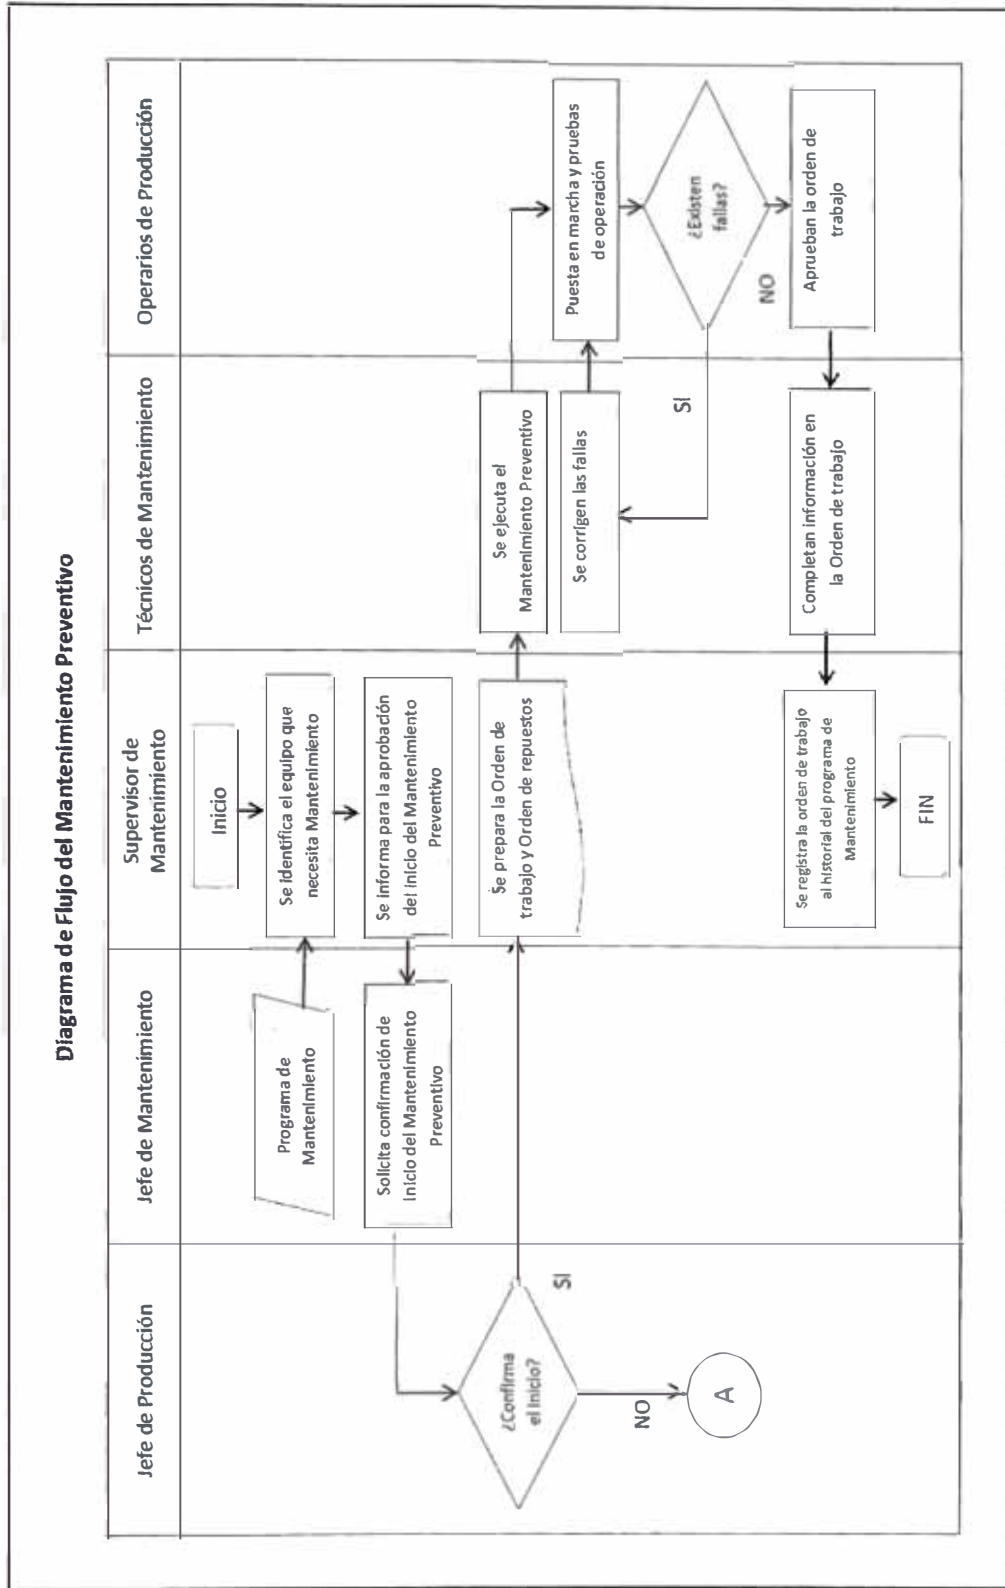 Diagrama de Flujo del Mantenimiento Preventivo
Jefe de Producción
Jefe de Mantenimiento
Supervisor de
Mantenimiento
Técnicos de Mantenimiento
Operarios de Producción
Inicio
Programa de
Mantenimiento
Se identifica el equipo que
necesita Mantenimiento
Solicita confirmación de
Inicio del Mantenimiento
Preventivo
Se informa para la aprobación
del inicio del Mantenimiento
Preventivo
¿Confirma
el inicio?
SI
NO
A
Se prepara la Orden de
trabajo y Orden de repuestos
Se ejecuta el
Mantenimiento Preventivo
Se corrigen las fallas
Puesta en marcha y pruebas
de operación
¿Existen
fallas?
SI
NO
Aprueban la orden de
trabajo
Completan información en
la Orden de trabajo
Se registra la orden de trabajo
al historial del programa de
Mantenimiento
FIN